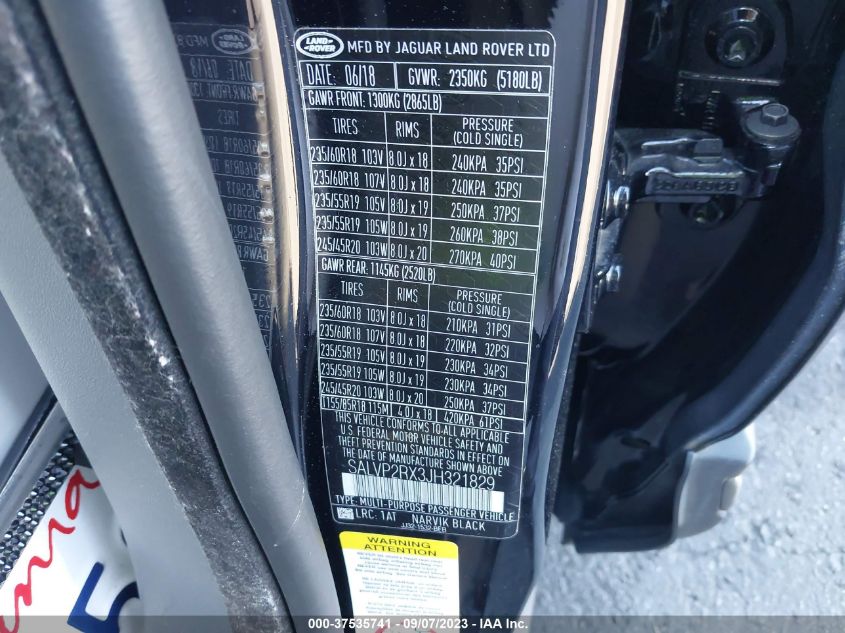 LAND ROVER
MFD BY JAGUAR LAND ROVER LTD
DATE: 06/18 GVWR: 2350KG (5180LB)
GAWR FRONT: 1300KG (2865LB)
TIRES RIMS PRESSURE (COLD SINGLE)
235/60R18 103V 8.0J x 18 240KPA 35PSI
235/60R18 107V 8.0J x 18 240KPA 35PSI
235/55R19 105V 8.0J x 19 250KPA 37PSI
235/55R19 105W 8.0J x 19 260KPA 38PSI
245/45R20 103W 8.0J x 20 270KPA 40PSI
GAWR REAR: 1145KG (2520LB)
TIRES RIMS PRESSURE (COLD SINGLE)
235/60R18 103V 8.0J x 18 210KPA 31PSI
235/60R18 107V 8.0J x 18 220KPA 32PSI
235/55R19 105V 8.0J x 19 230KPA 34PSI
235/55R19 105W 8.0J x 19 230KPA 34PSI
245/45R20 103W 8.0J x 20 250KPA 37PSI
T155/85R18 115M 4.0J x 18 420KPA 61PSI
THIS VEHICLE CONFORMS TO ALL APPLICABLE
U.S. FEDERAL MOTOR VEHICLE SAFETY AND
THEFT PREVENTION STANDARDS IN EFFECT ON
THE DATE OF MANUFACTURE SHOWN ABOVE
SALVP2RX3JH321829
TYPE: MULTI-PURPOSE PASSENGER VEHICLE
LRC: 1AT NARVIK BLACK
WARNING
ATTENTION
000-37535741 - 09/07/2023 - IAA Inc.